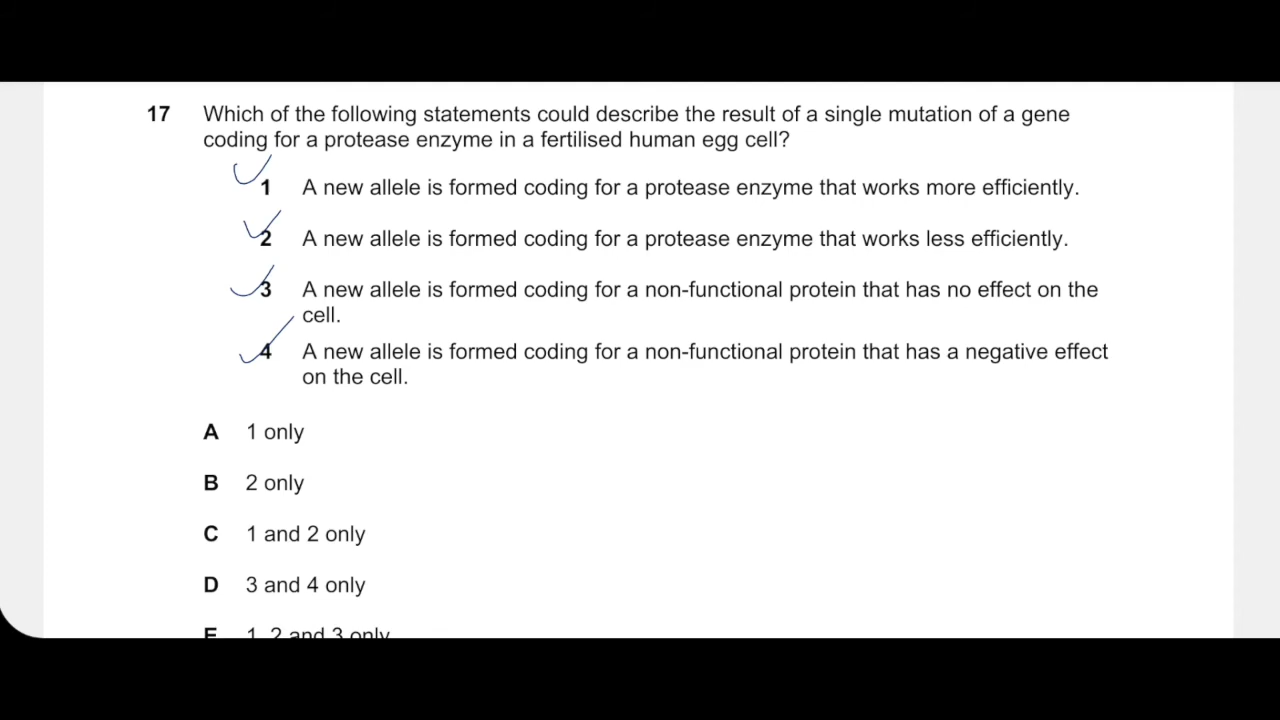 17 Which of the following statements could describe the result of a single mutation of a gene
coding for a protease enzyme in a fertilised human egg cell?
1 A new allele is formed coding for a protease enzyme that works more efficiently.
2 A new allele is formed coding for a protease enzyme that works less efficiently.
3 A new allele is formed coding for a non-functional protein that has no effect on the
cell.
4 A new allele is formed coding for a non-functional protein that has a negative effect
on the cell.
A 1 only
B 2 only
C 1 and 2 only
D 3 and 4 only
E 1, 2 and 3 only